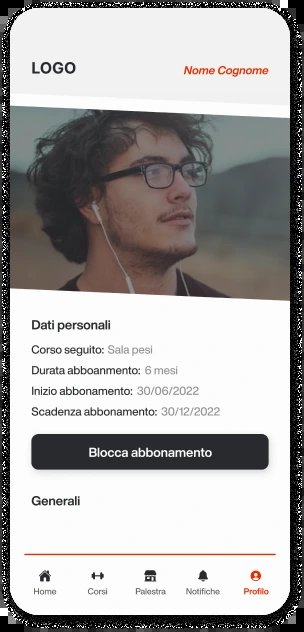 LOGO
Nome Cognome
Dati personali
Corso seguito: Sala pesi
Durata abboanmento: 6 mesi
Inizio abbonamento: 30/06/2022
Scadenza abbonamento: 30/12/2022
Blocca abbonamento
Generali
Home Corsi Palestra Notifiche Profilo